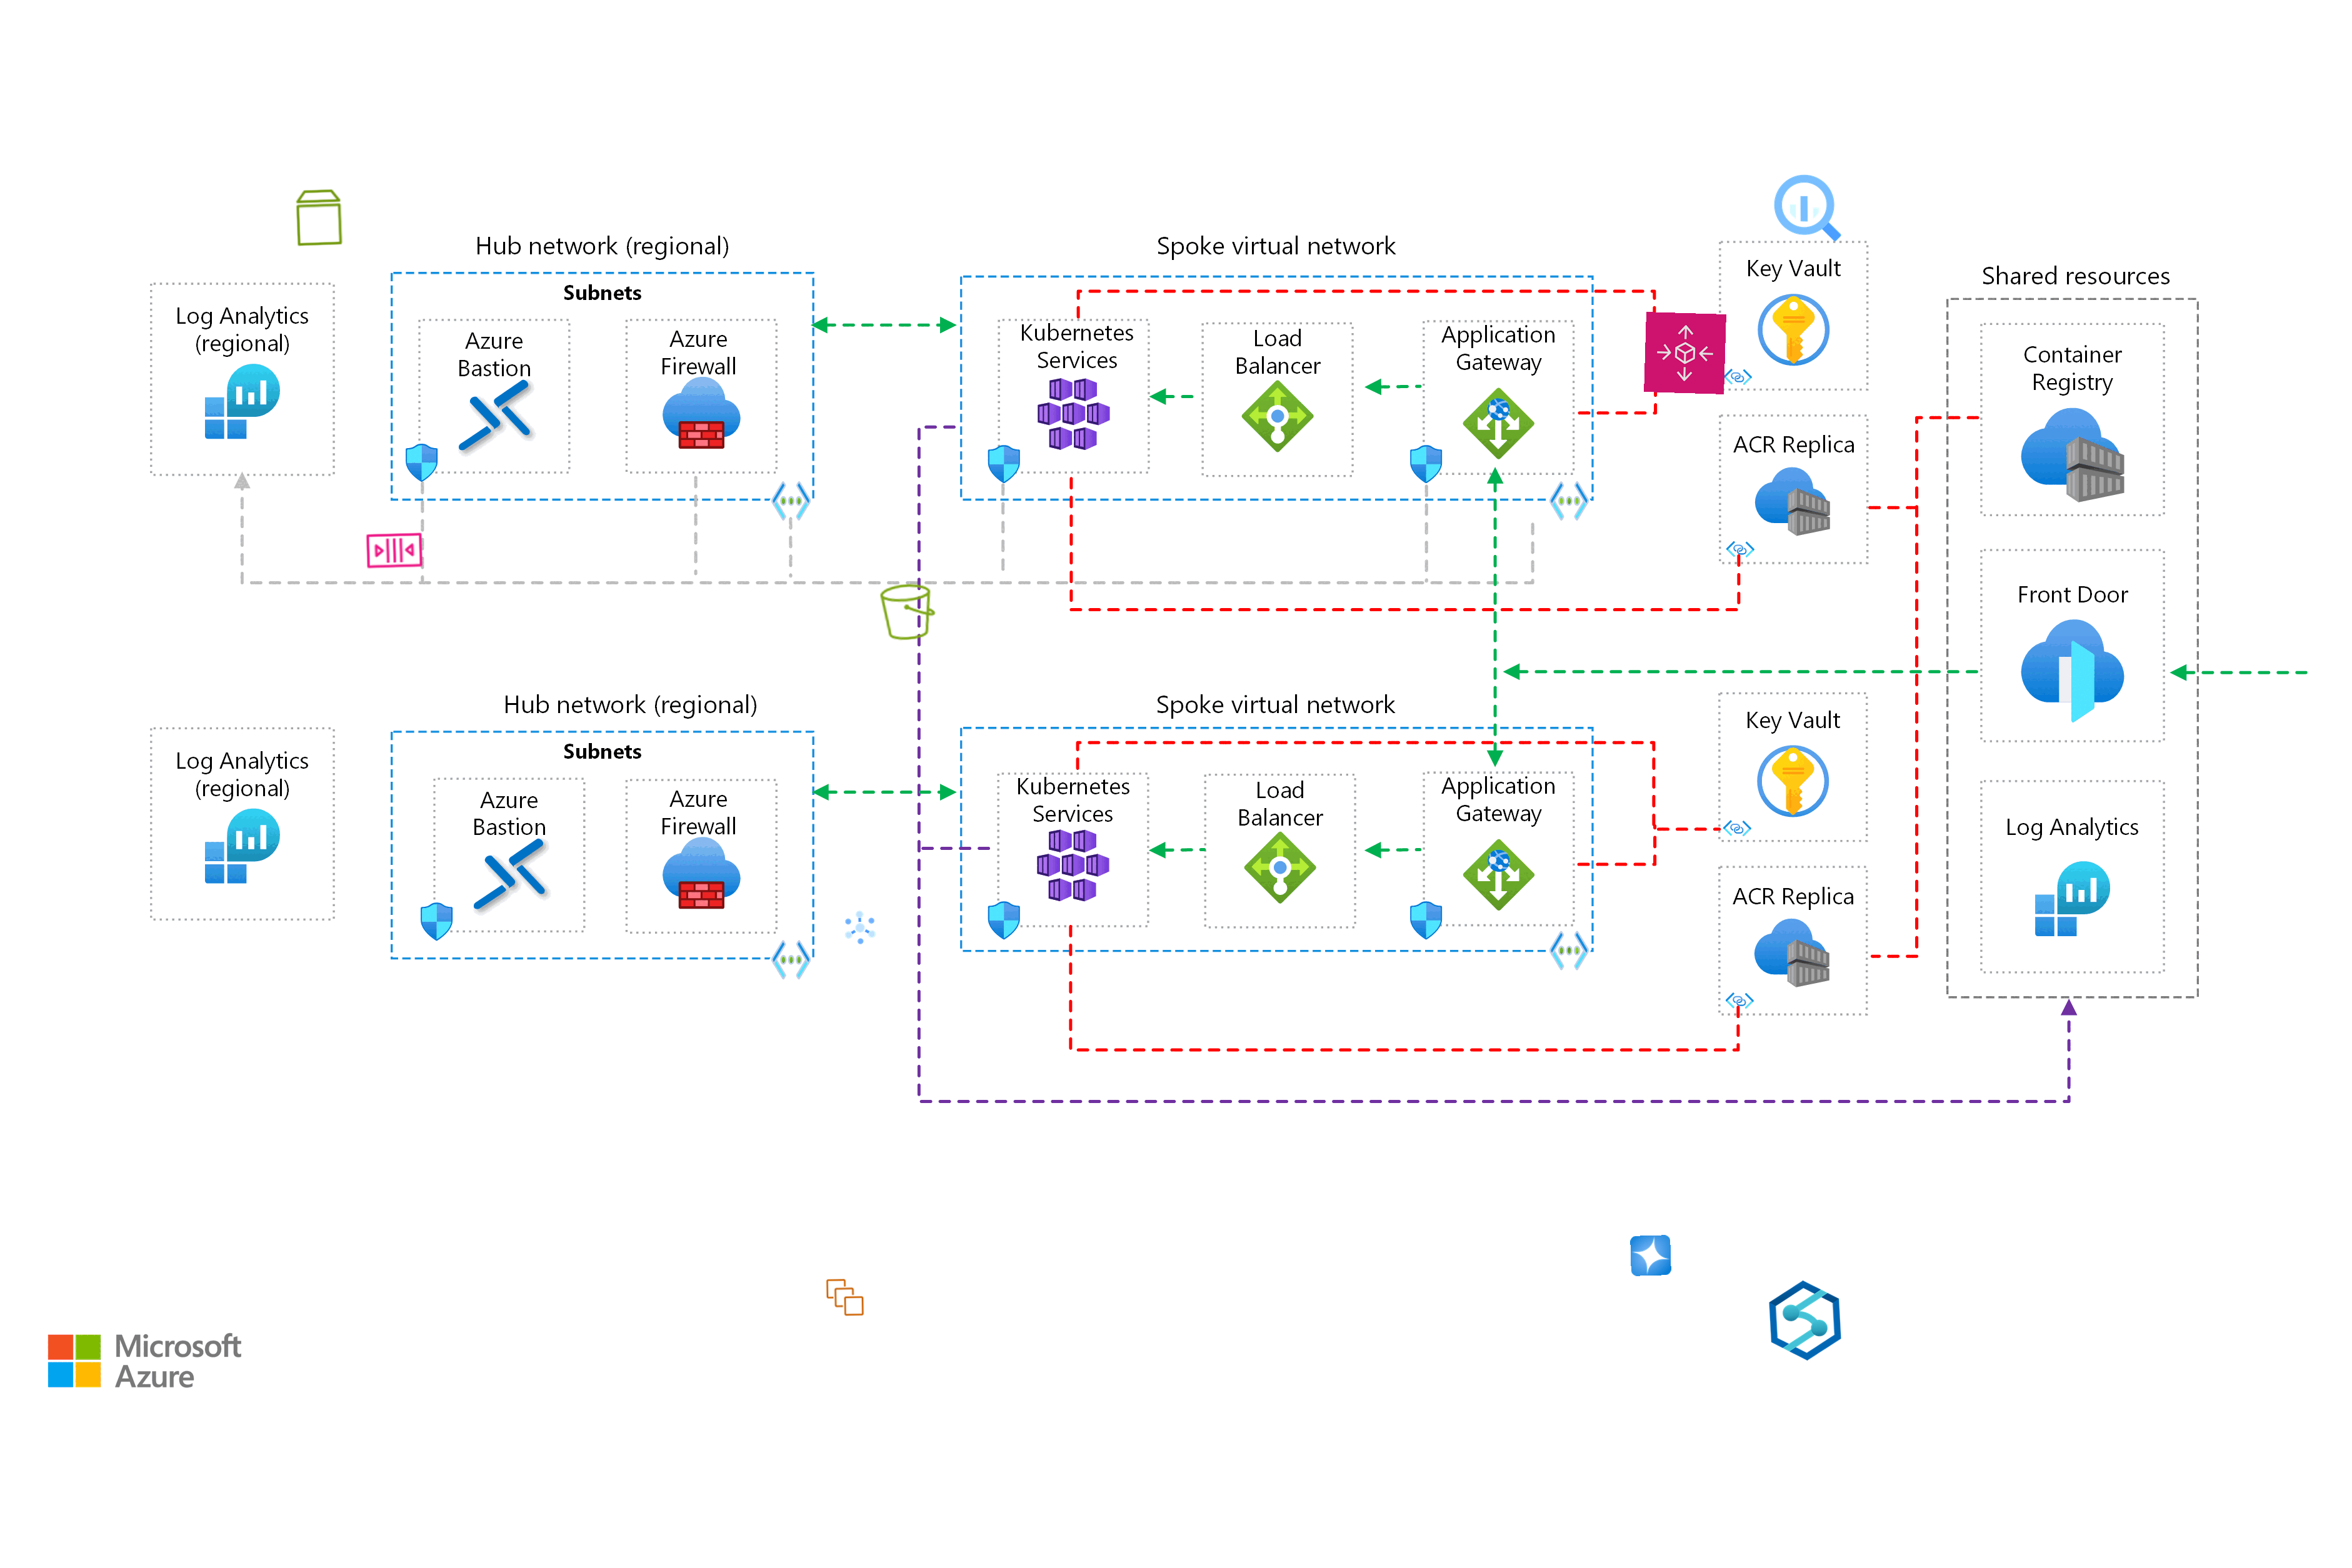 Hub network (regional)
Subnets
Log Analytics
(regional)
Azure
Bastion
Azure
Firewall
Spoke virtual network
Kubernetes
Services
Load
Balancer
Application
Gateway
Key Vault
ACR Replica
Shared resources
Container
Registry
Front Door
Log Analytics
Hub network (regional)
Subnets
Log Analytics
(regional)
Azure
Bastion
Azure
Firewall
Spoke virtual network
Kubernetes
Services
Load
Balancer
Application
Gateway
Key Vault
ACR Replica
Microsoft
Azure